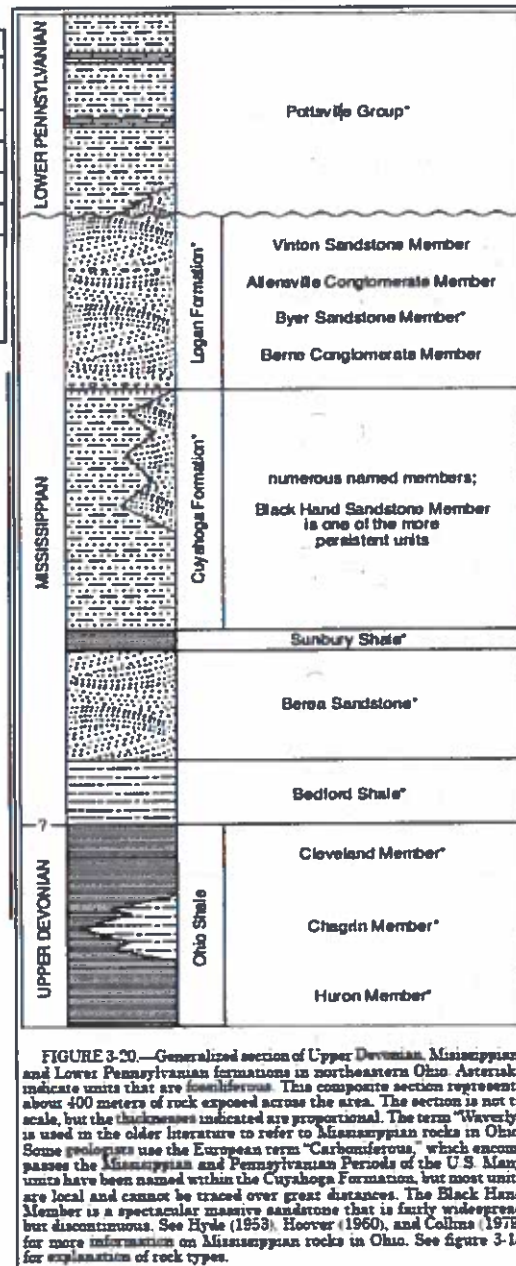 LOWER PENNSYLVANIAN
Pottsville Group*
MISSISSIPPIAN
Logan Formation*
Vinton Sandstone Member
Allensville Conglomerate Member
Byer Sandstone Member*
Berne Conglomerate Member
Cuyahoga Formation*
numerous named members;
Black Hand Sandstone Member
is one of the more
persistent units
Sunbury Shale*
Berea Sandstone*
Bedford Shale*
?
UPPER DEVONIAN
Ohio Shale
Cleveland Member*
Chagrin Member*
Huron Member*
FIGURE 3-20.—Generalized section of Upper Devonian, Mississippian
and Lower Pennsylvanian formations in northeastern Ohio. Asterisk
indicate units that are fossiliferous. This composite section represent
about 400 meters of rock exposed across the area. The section is not t
scale, but the thicknesses indicated are proportional. The term "Waverly
is used in the older literature to refer to Mississippian rocks in Ohio
Some geologists use the European term "Carboniferous," which encom
passes the Mississippian and Pennsylvanian Periods of the U.S. Many
units have been named within the Cuyahoga Formation, but most unit
are local and cannot be traced over great distances. The Black Han
Member is a spectacular massive sandstone that is fairly widespread
but discontinuous. See Hyde (1953), Hoover (1960), and Collins (1979
for more information on Mississippian rocks in Ohio. See figure 3-1
for explanation of rock types.